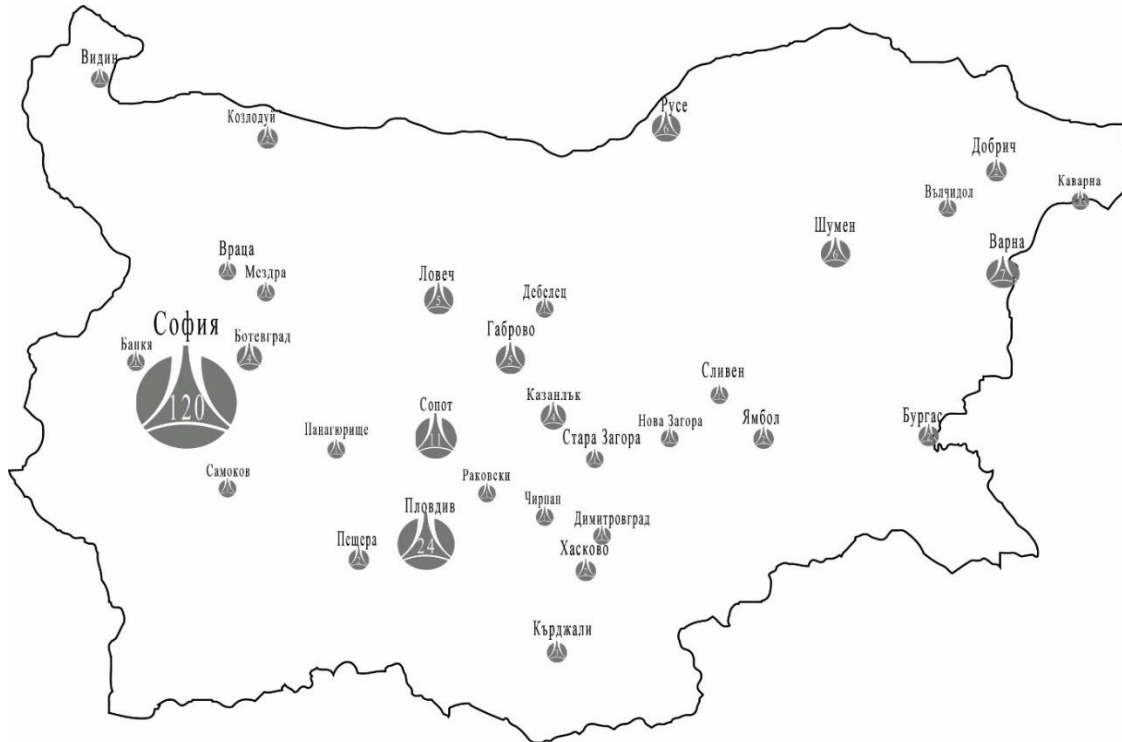 Видин
Козлодуй
Русе
6
Добрич
Вълчидол
Каварна
Шумен
6
Варна
7
Враца
Мездра
Ловеч
5
Дебелец
София
120
Банкя
Ботевград
4
Габрово
5
Сливен
Казанлък
4
Сопот
11
Панагюрище
Стара Загора
Нова Загора
Ямбол
Бургас
Самоков
Раковски
Чирпан
Пловдив
24
Димитровград
Пещера
Хасково
Кърджали